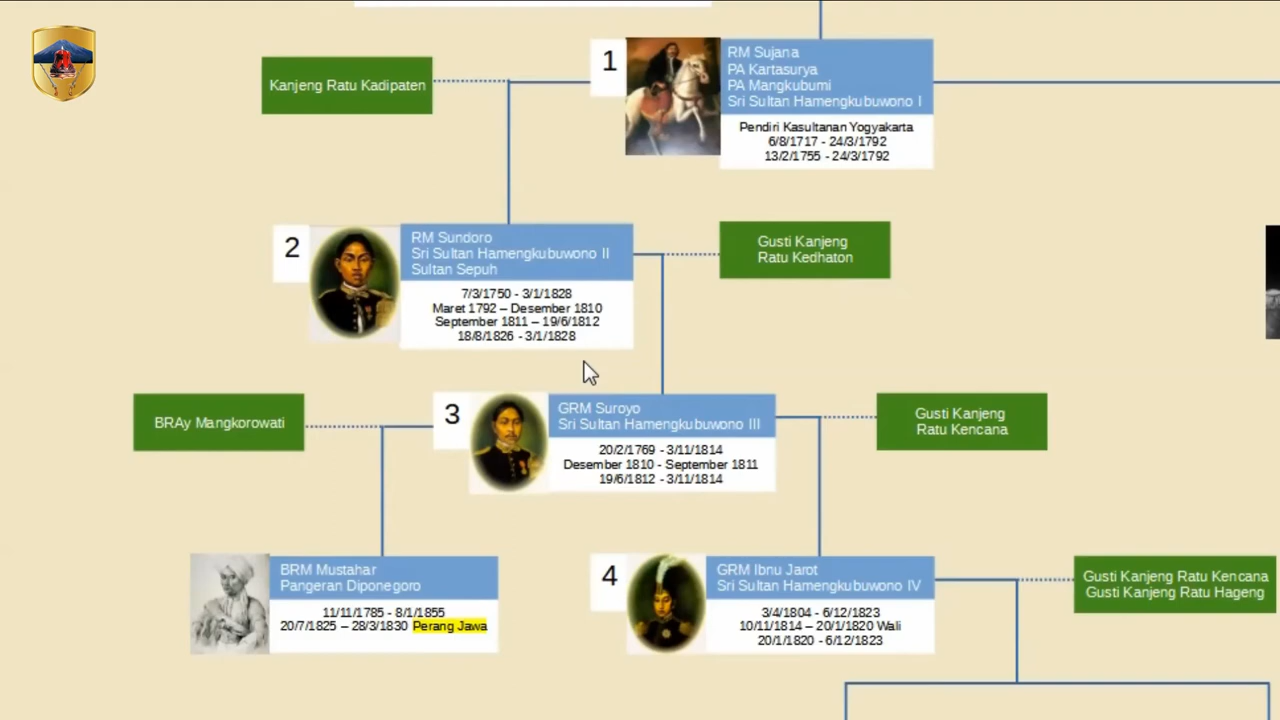 Kanjeng Ratu Kadipaten
1
RM Sujana
PA Kartasurya
PA Mangkubumi
Sri Sultan Hamengkubuwono I
Pendiri Kasultanan Yogyakarta
6/8/1717 - 24/3/1792
13/2/1755 - 24/3/1792
2
RM Sundoro
Sri Sultan Hamengkubuwono II
Sultan Sepuh
7/3/1750 - 3/1/1828
Maret 1792 – Desember 1810
September 1811 – 19/6/1812
18/8/1826 - 3/1/1828
Gusti Kanjeng
Ratu Kedhaton
BRAy Mangkorowati
3
GRM Suroyo
Sri Sultan Hamengkubuwono III
20/2/1769 - 3/11/1814
Desember 1810 - September 1811
19/6/1812 - 3/11/1814
Gusti Kanjeng
Ratu Kencana
BRM Mustahar
Pangeran Diponegoro
11/11/1785 - 8/1/1855
20/7/1825 – 28/3/1830 Perang Jawa
4
GRM Ibnu Jarot
Sri Sultan Hamengkubuwono IV
3/4/1804 - 6/12/1823
10/11/1814 – 20/1/1820 Wali
20/1/1820 - 6/12/1823
Gusti Kanjeng Ratu Kencana
Gusti Kanjeng Ratu Hageng